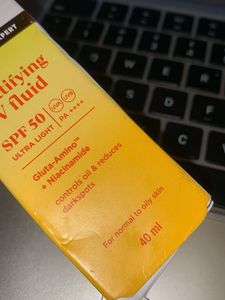 XPERT
tifying
V fluid
SPF 50
UVA UVB
ULTRA LIGHT
PA ++++
Gluta-Amino™
+ Niacinamide
controls oil & reduces
darkspots
For normal to oily skin
40 ml